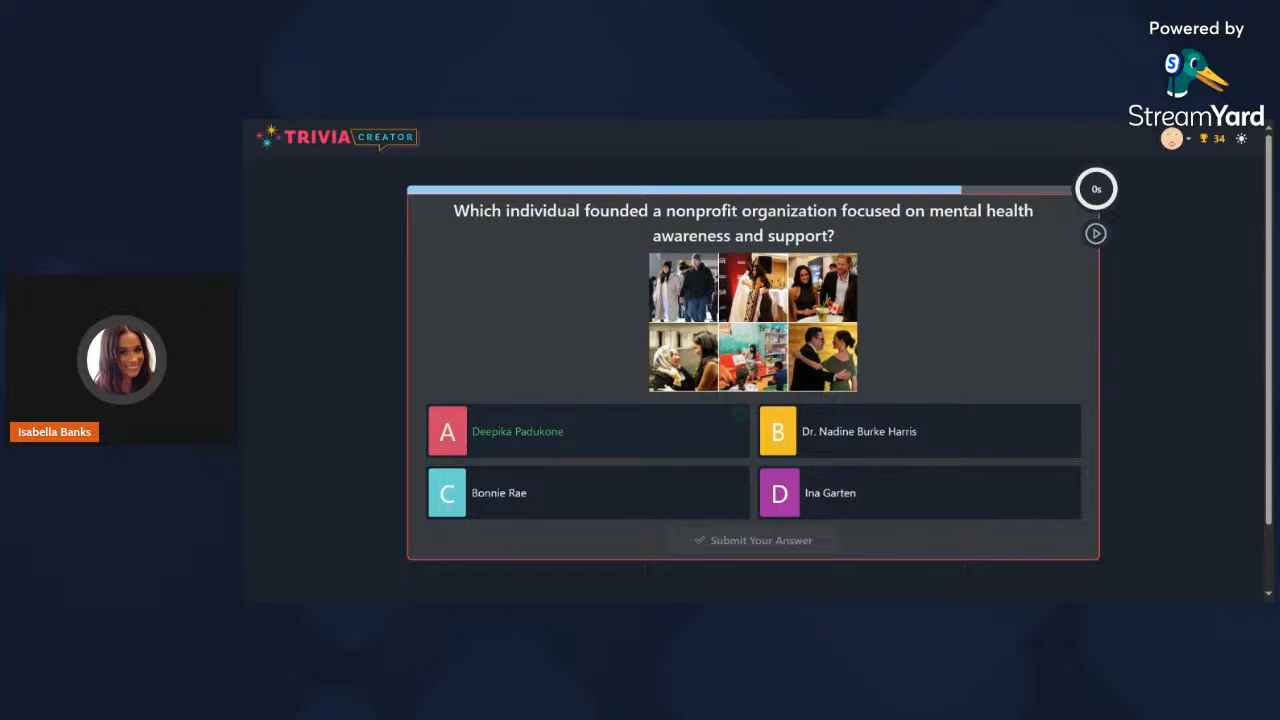 Powered by
S
StreamYard
TRIVIA CREATOR
34
0s
Which individual founded a nonprofit organization focused on mental health
awareness and support?
A Deepika Padukone
B Dr. Nadine Burke Harris
C Bonnie Rae
D Ina Garten
Submit Your Answer
Isabella Banks